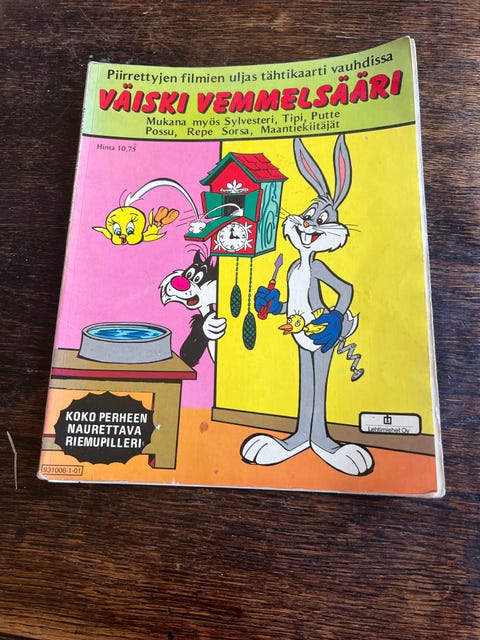 Piirrettyjen filmien uljas tähtikaarti vauhdissa
VÄISKI VEMMELSÄÄRI
Mukana myös Sylvesteri, Tipi, Putte
Possu, Repe Sorsa, Maantiekiitäjät
Hinta 10,75
KOKO PERHEEN
NAURETTAVA
RIEMUPILLERI
Lehtimiehet Oy
931006-1-01